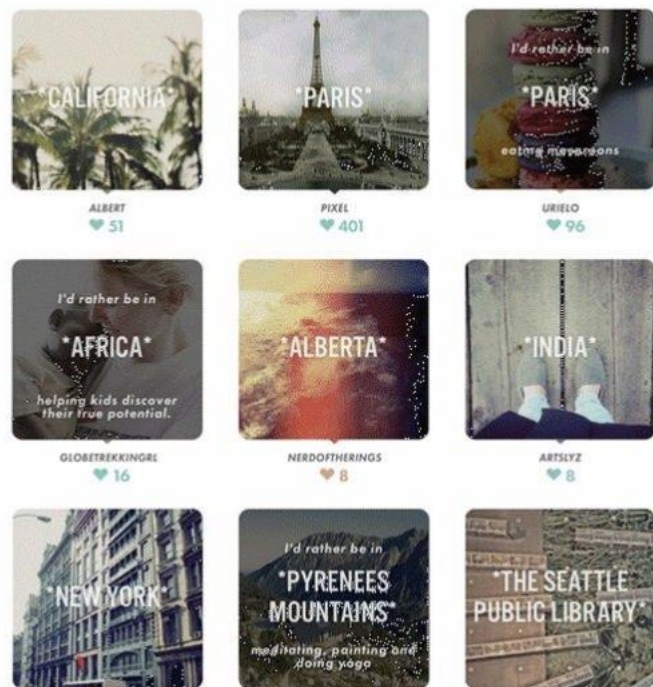 *CALIFORNIA*
ALBERT
51
*PARIS*
PIXEL
401
I'd rather be in
*PARIS*
eating macaroons
URIELO
96
I'd rather be in
*AFRICA*
helping kids discover
their true potential.
GLOBETREKKINGRL
16
*ALBERTA*
NERDOFTHERINGS
8
*INDIA*
ARTSLYZ
8
*NEW YORK*
I'd rather be in
*PYRENEES
MOUNTAINS*
meditating, painting and
doing yoga
*THE SEATTLE
PUBLIC LIBRARY*